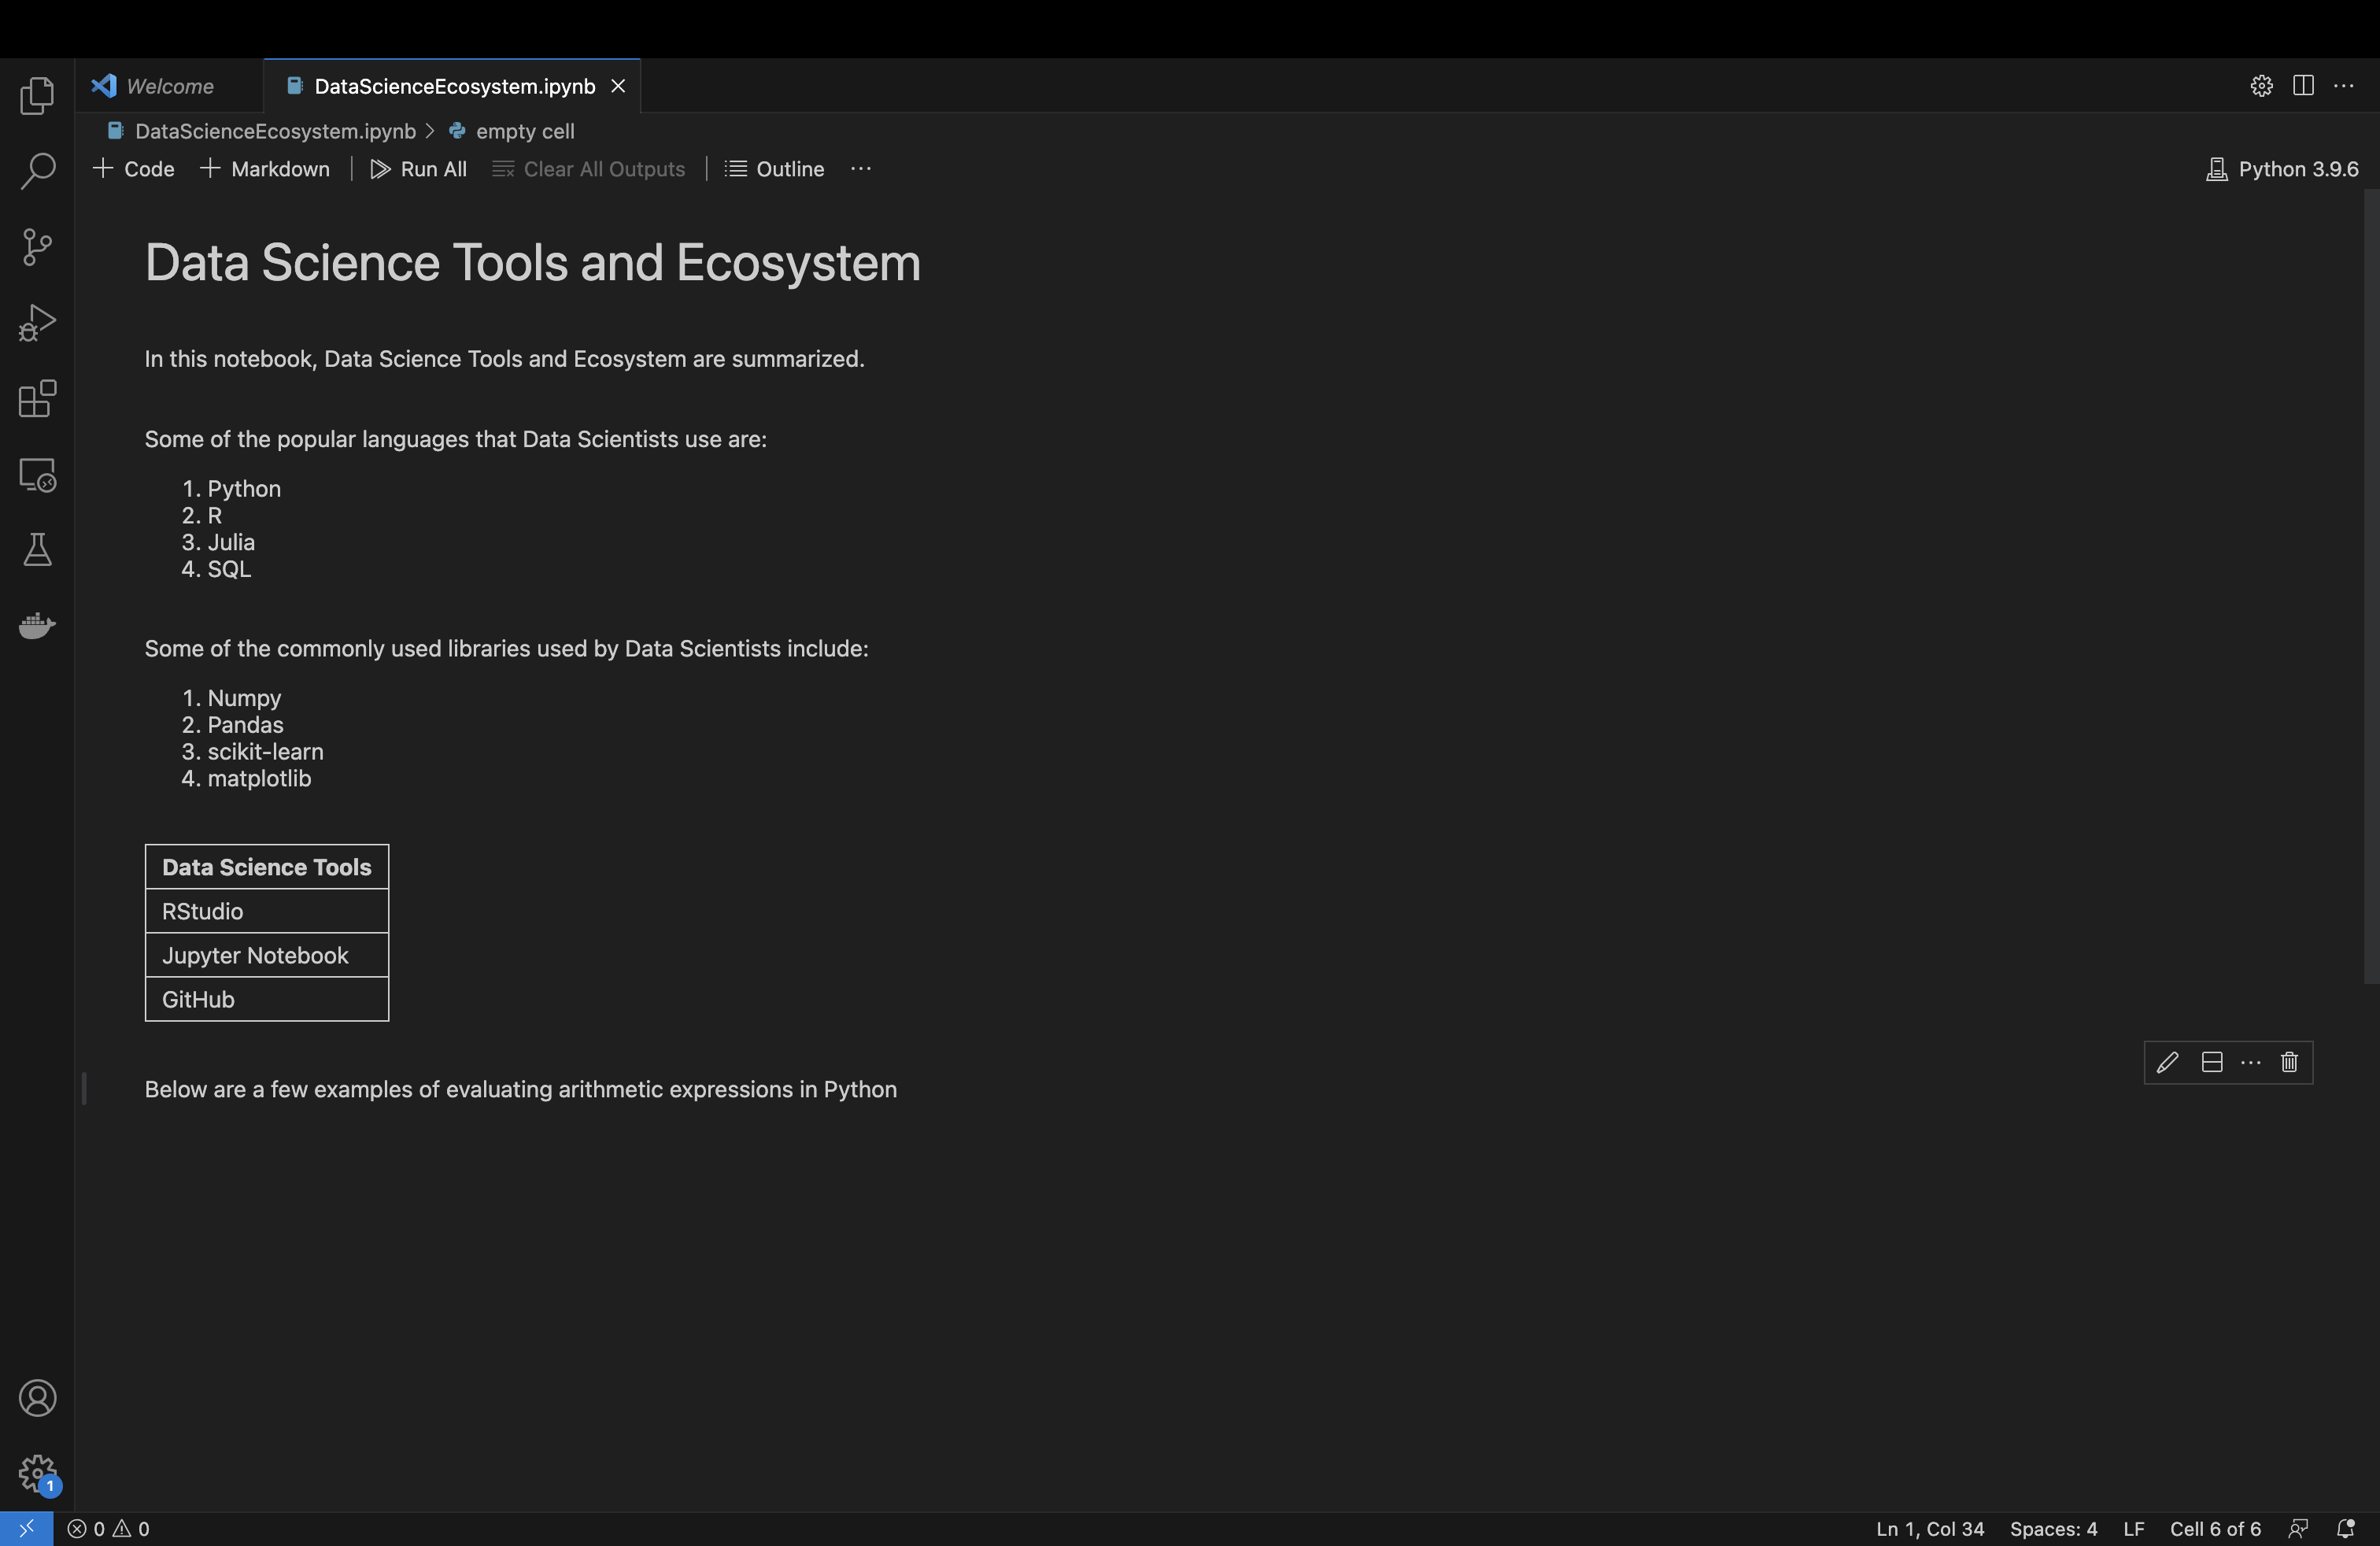 Welcome
DataScienceEcosystem.ipynb
DataScienceEcosystem.ipynb > empty cell
Code Markdown Run All Clear All Outputs Outline ... Python 3.9.6
Data Science Tools and Ecosystem
In this notebook, Data Science Tools and Ecosystem are summarized.
Some of the popular languages that Data Scientists use are:
1. Python
2. R
3. Julia
4. SQL
Some of the commonly used libraries used by Data Scientists include:
1. Numpy
2. Pandas
3. scikit-learn
4. matplotlib
Data Science Tools
RStudio
Jupyter Notebook
GitHub
Below are a few examples of evaluating arithmetic expressions in Python
1
0 0 Ln 1, Col 34 Spaces: 4 LF Cell 6 of 6